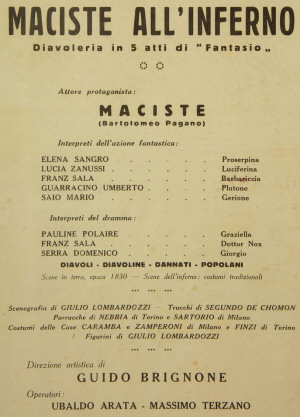 MACISTE ALL'INFERNO
Diavoleria in 5 atti di "Fantasio„
Attore protagonista:
MACISTE
(Bartolomeo Pagano)
Interpreti dell'azione fantastica:
ELENA SANGRO . . . . . Proserpina
LUCIA ZANUSSI . . . . . Luciferina
FRANZ SALA . . . . . Barbariccia
GUARRACINO UMBERTO . . . . Plutone
SAIO MARIO . . . . . Gerione
Interpreti del dramma:
PAULINE POLAIRE . . . . . Graziella
FRANZ SALA . . . . . Dottor Nox
SERRA DOMENICO . . . . . Giorgio
DIAVOLI - DIAVOLINE - DANNATI - POPOLANI
Scene in terra, epoca 1830 — Scene dell'inferno: costumi tradizionali
... ... ...
Scenografia di GIULIO LOMBARDOZZI — Trucchi di SEGUNDO DE CHOMON
Parrucche di NEBBIA di Torino e SARTORIO di Milano
Costumi delle Case CARAMBA e ZAMPERONI di Milano e FINZI di Torino
Figurini di GIULIO LOMBARDOZZI
... ... ...
Direzione artistica di
GUIDO BRIGNONE
Operatori:
UBALDO ARATA - MASSIMO TERZANO